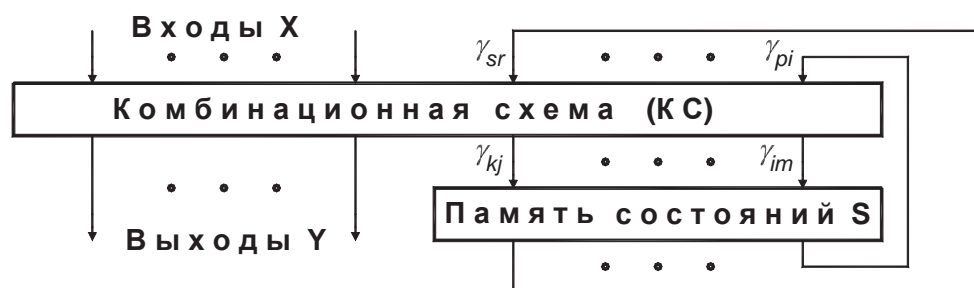 Входы X
γsr
γpi
Комбинационная схема (КС)
γkj
γim
Память состояний S
Выходы Y